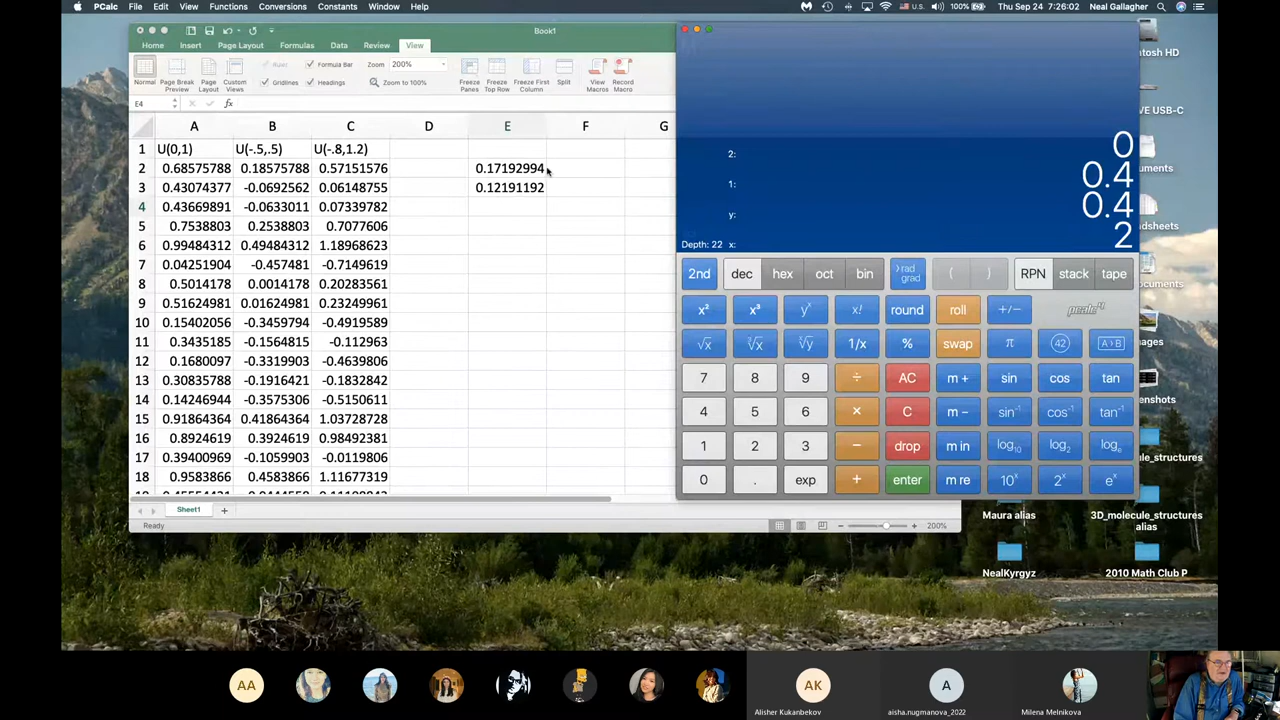 PCalc File Edit View Functions Conversions Constants Window Help
U.S. 100% Thu Sep 24 7:26:02 Neal Gallagher
Book1
Home Insert Page Layout Formulas Data Review View
Normal Page Break Preview Page Layout Custom Views
Ruler Formula Bar Zoom 200%
Gridlines Headings Zoom to 100%
Freeze Panes Freeze Top Row Freeze First Column Split View Macros Record Macro
E4 fx
A B C D E F G
1 U(0,1) U(-.5,.5) U(-.8,1.2)
2 0.68575788 0.18575788 0.57151576 0.17192994
3 0.43074377 -0.0692562 0.06148755 0.12191192
4 0.43669891 -0.0633011 0.07339782
5 0.7538803 0.2538803 0.7077606
6 0.99484312 0.49484312 1.18968623
7 0.04251904 -0.457481 -0.7149619
8 0.5014178 0.0014178 0.20283561
9 0.51624981 0.01624981 0.23249961
10 0.15402056 -0.3459794 -0.4919589
11 0.3435185 -0.1564815 -0.112963
12 0.1680097 -0.3319903 -0.4639806
13 0.30835788 -0.1916421 -0.1832842
14 0.14246944 -0.3575306 -0.5150611
15 0.91864364 0.41864364 1.03728728
16 0.8924619 0.3924619 0.98492381
17 0.39400969 -0.1059903 -0.0119806
18 0.9583866 0.4583866 1.11677319
Sheet1
Ready 200%
0
2: 0.4
1: 0.4
y:
Depth: 22 x: 2
2nd dec hex oct bin rad grad ( ) RPN stack tape
x² x³ yˣ x! round roll +/− pcalc4
√x ∛x ˣ√y 1/x % swap π 42 A>B
7 8 9 ÷ AC m + sin cos tan
4 5 6 × C m − sin⁻¹ cos⁻¹ tan⁻¹
1 2 3 − drop m in log₁₀ log₂ logₑ
0 . exp + enter m re 10ˣ 2ˣ eˣ
Maura alias
3D_molecule_structures alias
NealKyrgyz
2010 Math Club P
AA AK A
Alisher Kukanbekov aisha.nugmanova_2022 Milena Melnikova